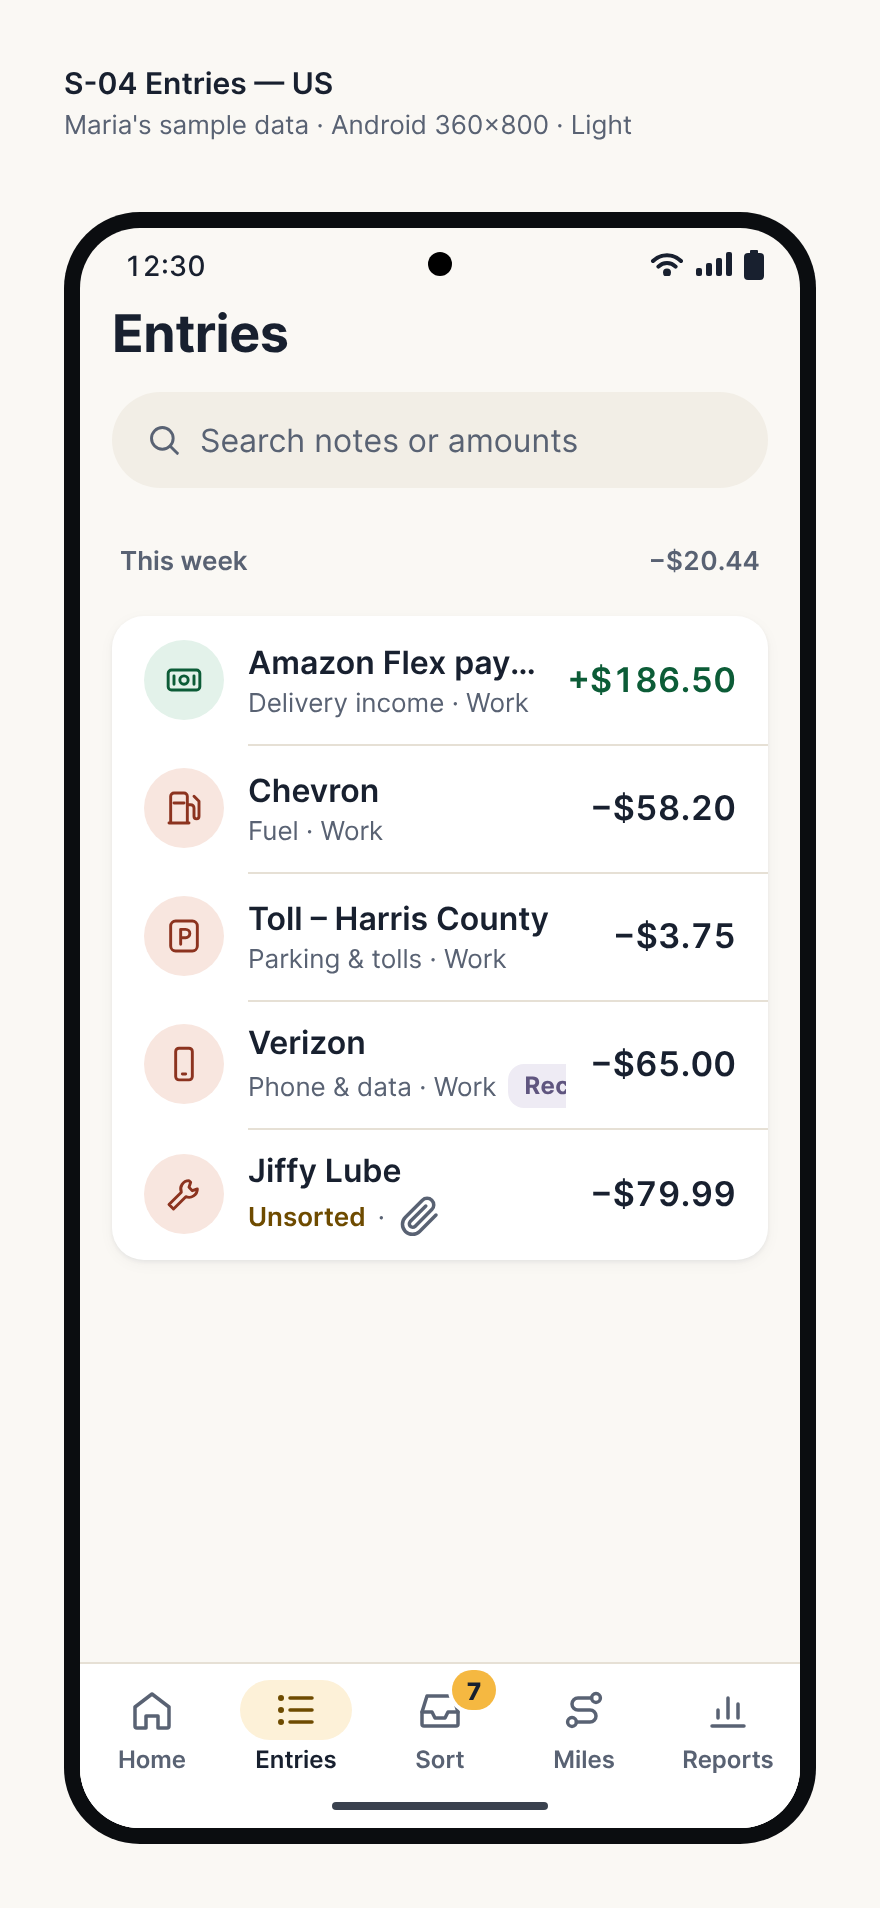 S-04 Entries — US
Maria's sample data · Android 360×800 · Light
12:30
Entries
Search notes or amounts
This week −$20.44
Amazon Flex pay… +$186.50
Delivery income · Work
Chevron −$58.20
Fuel · Work
Toll – Harris County −$3.75
Parking & tolls · Work
P
Verizon −$65.00
Phone & data · Work Rec
Jiffy Lube −$79.99
Unsorted ·
7
Home Entries Sort Miles Reports